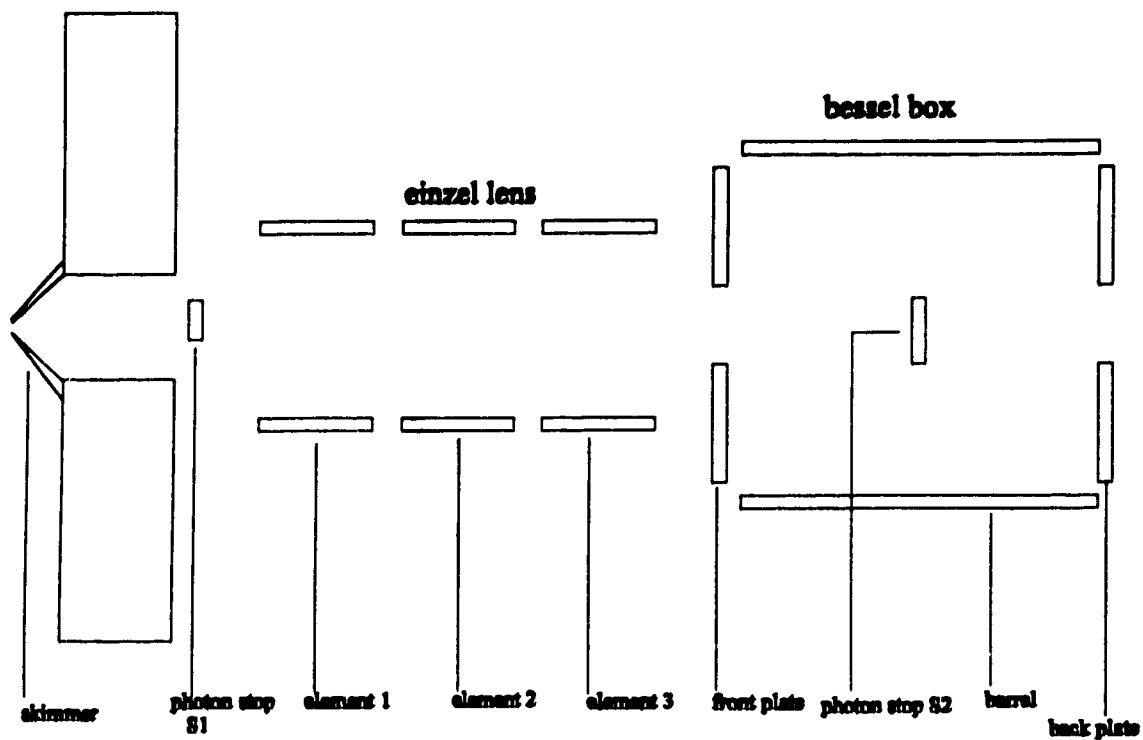 bessel box
einzel lens
skimmer
photon stop
S1
element 1
element 2
element 3
front plate
photon stop S2
barrel
back plate